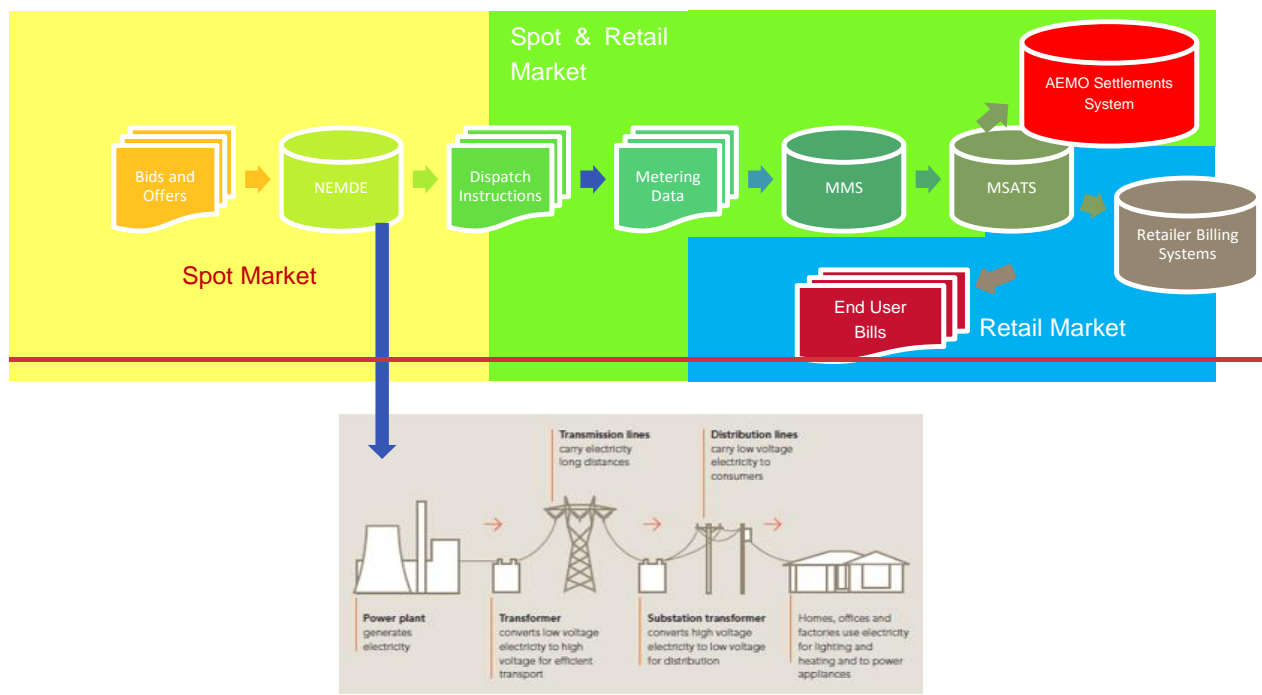 Spot & Retail
Market
AEMO Settlements
System
Bids and
Offers
NEMDE
Dispatch
Instructions
Metering
Data
MMS
MSATS
Retailer Billing
Systems
Spot Market
End User
Bills
Retail Market
Transmission lines
carry electricity
long distances
Distribution lines
carry low voltage
electricity to
consumers
Power plant
generates
electricity
Transformer
converts low voltage
electricity to high
voltage for efficient
transport
Substation transformer
converts high voltage
electricity to low voltage
for distribution
Homes, offices and
factories use electricity
for lighting and
heating and to power
appliances